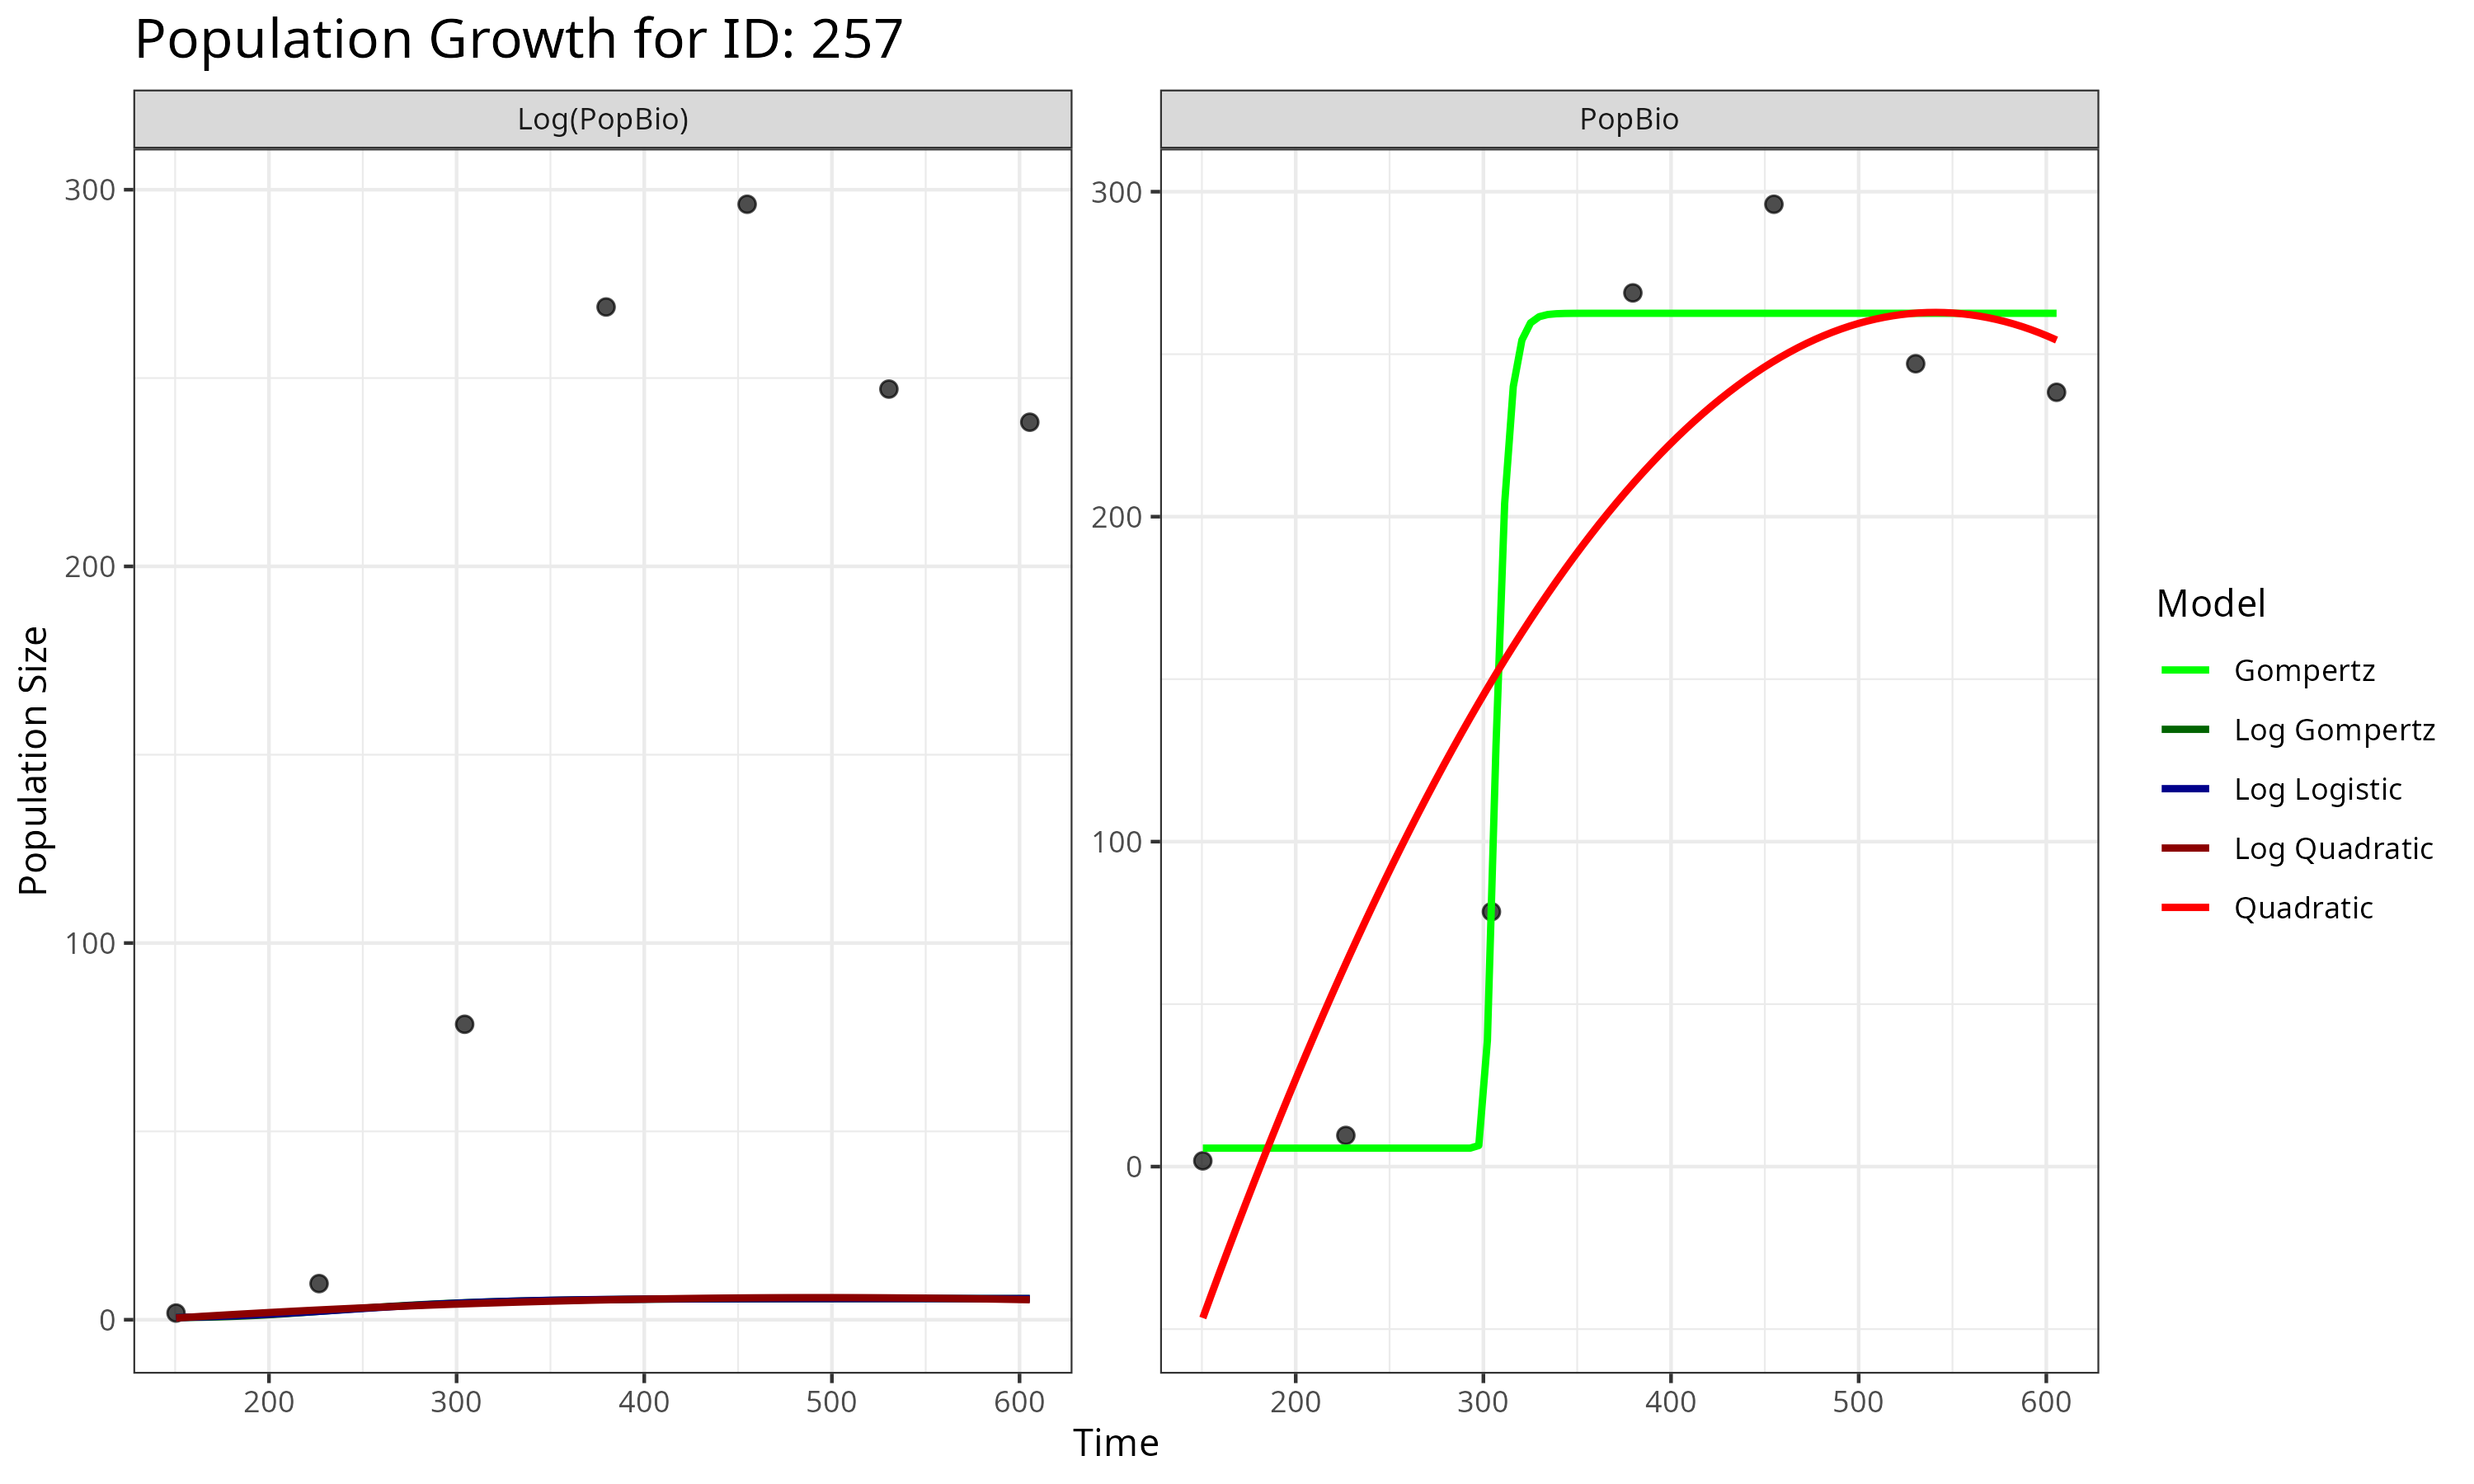 Population Growth for ID: 257
Log(PopBio)
PopBio
Population Size
300
200
100
0
300
200
100
0
200 300 400 500 600
200 300 400 500 600
Time
Model
Gompertz
Log Gompertz
Log Logistic
Log Quadratic
Quadratic